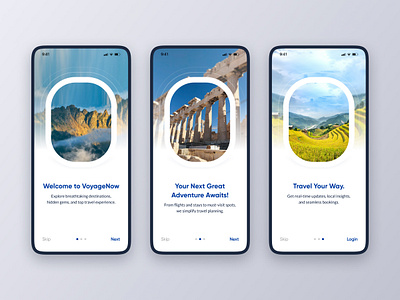 9:41
Welcome to VoyageNow
Explore breathtaking destinations,
hidden gems, and top travel experience.
Skip
Next
9:41
Your Next Great
Adventure Awaits!
From flights and stays to must-visit spots,
we simplify travel planning.
Skip
Next
9:41
Travel Your Way.
Get real-time updates, local insights,
and seamless bookings.
Skip
Login